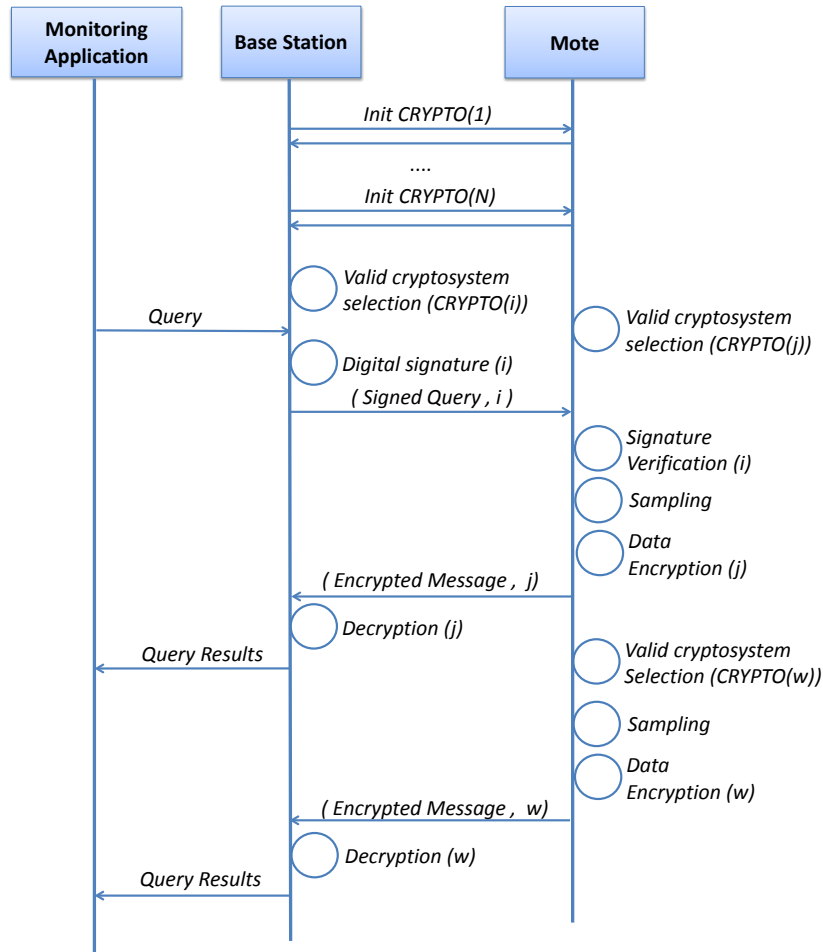 Monitoring
Application
Base Station
Mote
Init CRYPTO(1)
....
Init CRYPTO(N)
Valid cryptosystem
selection (CRYPTO(i))
Query
Valid cryptosystem
selection (CRYPTO(j))
Digital signature (i)
( Signed Query , i )
Signature
Verification (i)
Sampling
Data
Encryption (j)
( Encrypted Message , j)
Decryption (j)
Query Results
Valid cryptosystem
Selection (CRYPTO(w))
Sampling
Data
Encryption (w)
( Encrypted Message , w)
Decryption (w)
Query Results